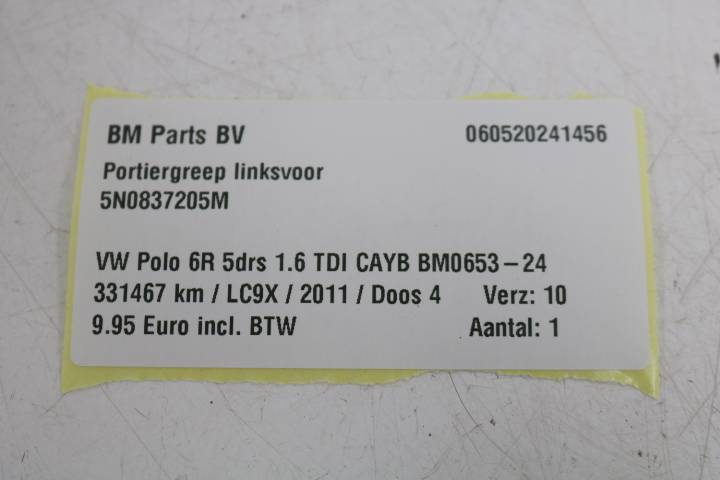 BM Parts BV 060520241456
Portiergreep linksvoor
5N0837205M
VW Polo 6R 5drs 1.6 TDI CAYB BM0653-24
331467 km / LC9X / 2011 / Doos 4 Verz: 10
9.95 Euro incl. BTW Aantal: 1